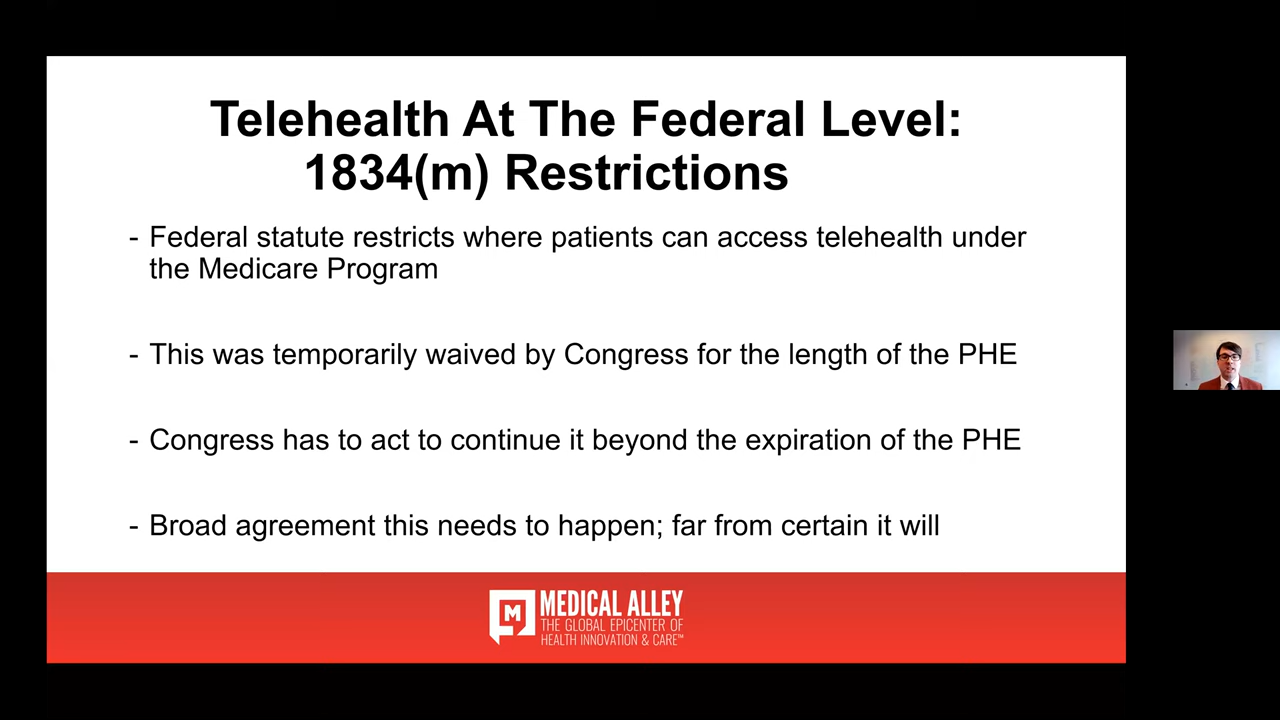 Telehealth At The Federal Level:
1834(m) Restrictions
- Federal statute restricts where patients can access telehealth under
the Medicare Program
- This was temporarily waived by Congress for the length of the PHE
- Congress has to act to continue it beyond the expiration of the PHE
- Broad agreement this needs to happen; far from certain it will
M
MEDICAL ALLEY
THE GLOBAL EPICENTER OF
HEALTH INNOVATION & CARE™